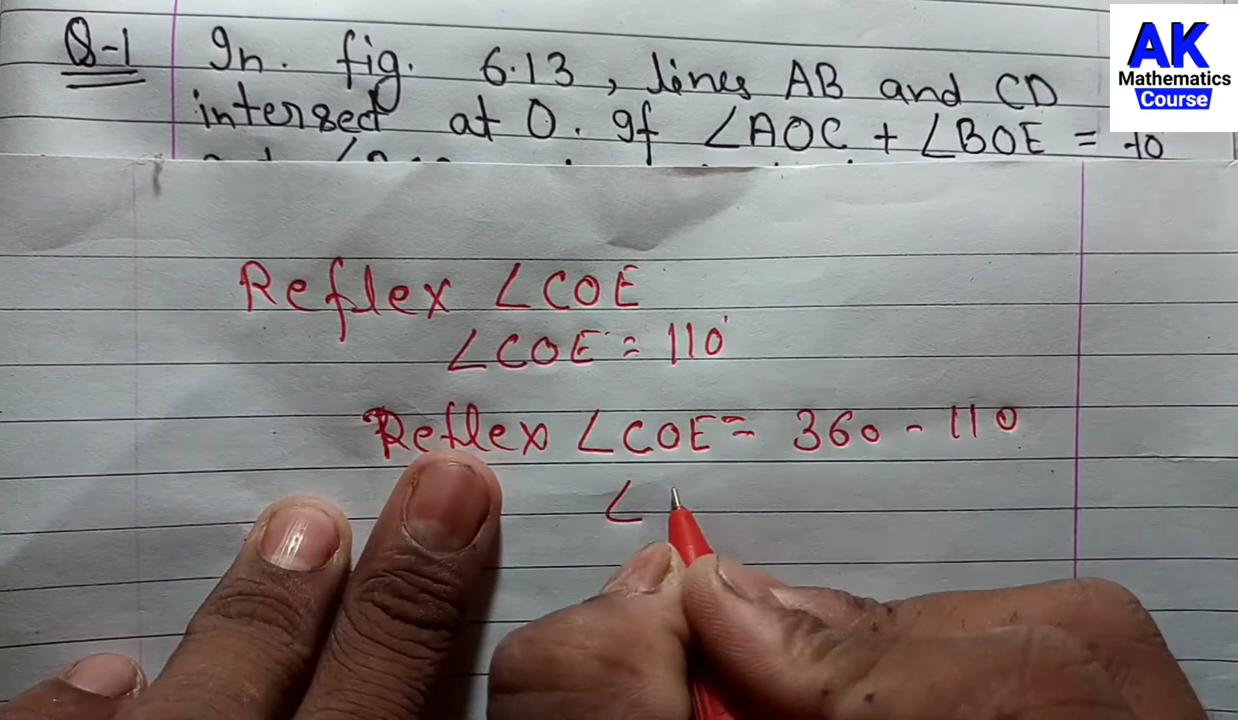 Q-1 In. fig. 6.13, lines AB and CD
intersect at O. If ∠AOC + ∠BOE = 70
AK
Mathematics
Course
Reflex ∠COE
∠COE = 110°
Reflex ∠COE = 360 - 110
∠